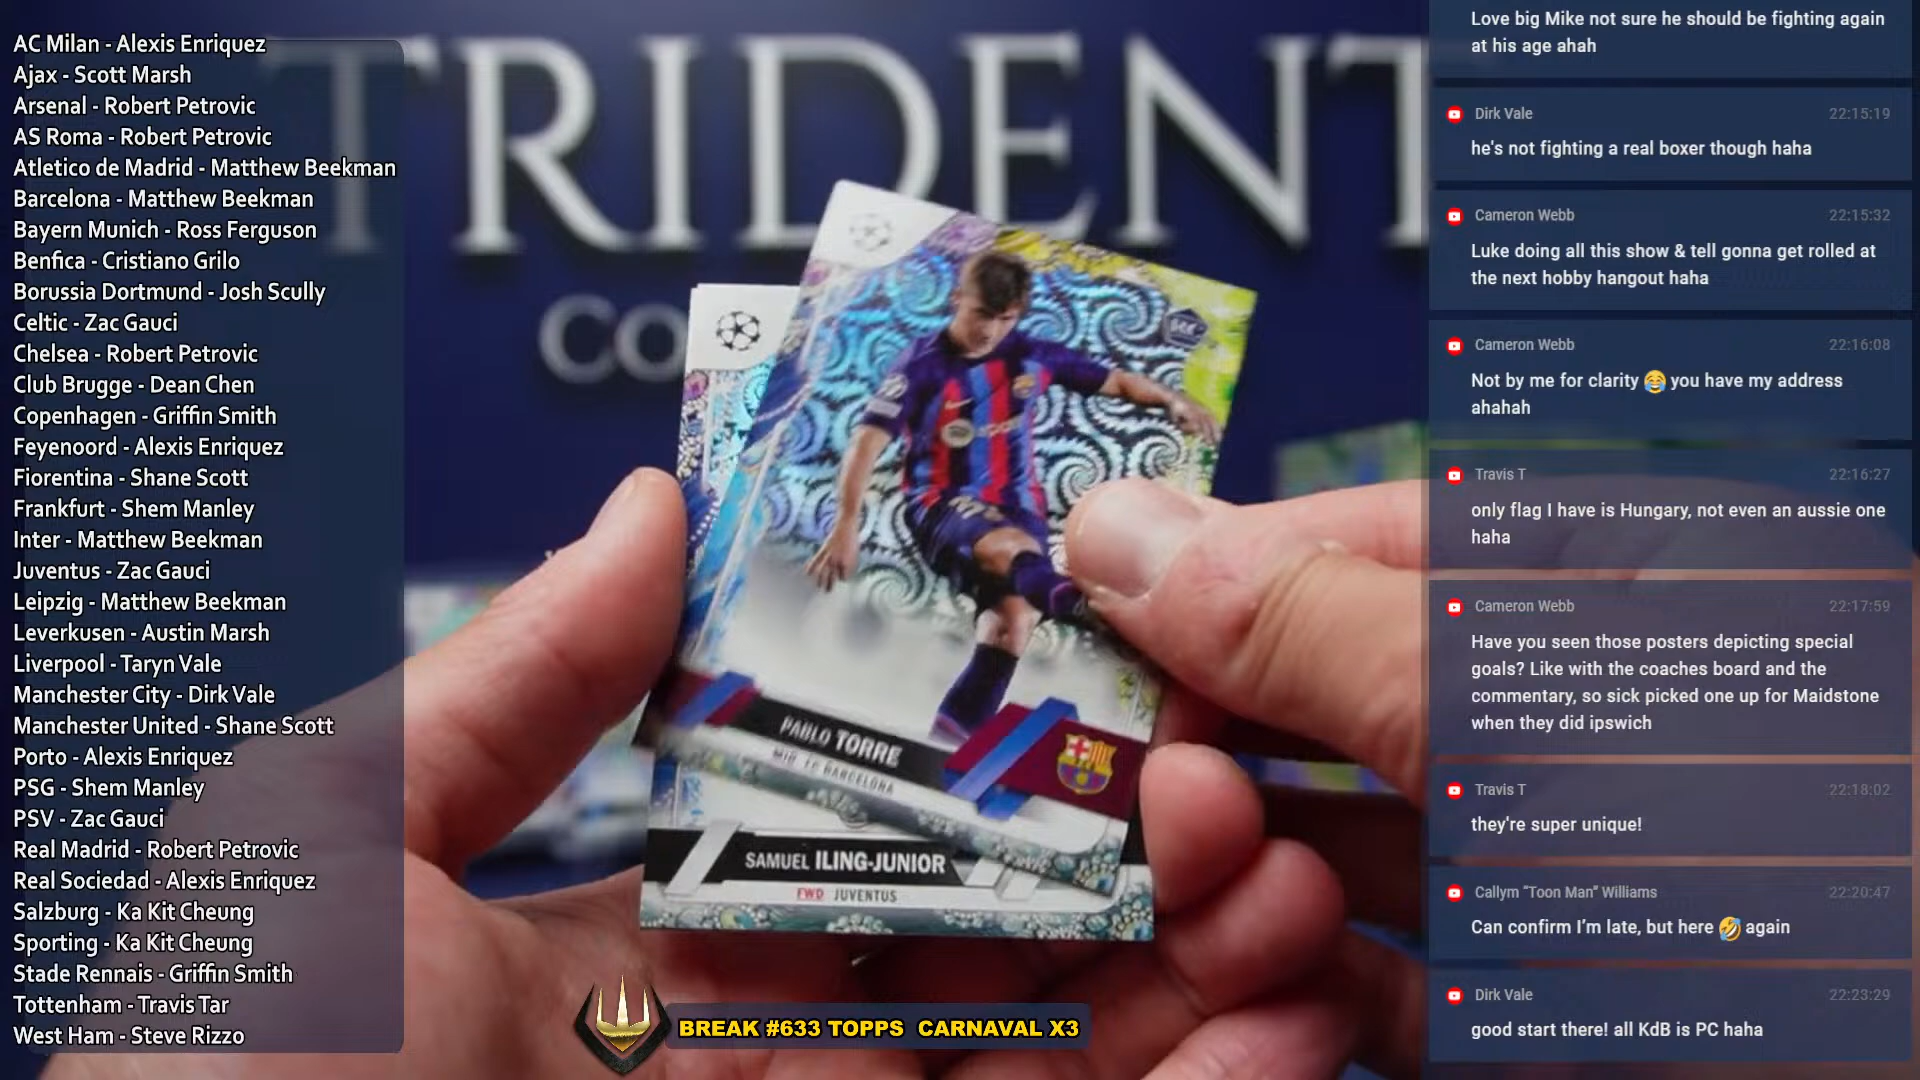 AC Milan - Alexis Enriquez
Ajax - Scott Marsh
Arsenal - Robert Petrovic
AS Roma - Robert Petrovic
Atletico de Madrid - Matthew Beekman
Barcelona - Matthew Beekman
Bayern Munich - Ross Ferguson
Benfica - Cristiano Grilo
Borussia Dortmund - Josh Scully
Celtic - Zac Gauci
Chelsea - Robert Petrovic
Club Brugge - Dean Chen
Copenhagen - Griffin Smith
Feyenoord - Alexis Enriquez
Fiorentina - Shane Scott
Frankfurt - Shem Manley
Inter - Matthew Beekman
Juventus - Zac Gauci
Leipzig - Matthew Beekman
Leverkusen - Austin Marsh
Liverpool - Taryn Vale
Manchester City - Dirk Vale
Manchester United - Shane Scott
Porto - Alexis Enriquez
PSG - Shem Manley
PSV - Zac Gauci
Real Madrid - Robert Petrovic
Real Sociedad - Alexis Enriquez
Salzburg - Ka Kit Cheung
Sporting - Ka Kit Cheung
Stade Rennais - Griffin Smith
Tottenham - Travis Tar
West Ham - Steve Rizzo
TRIDENT
CO
PABLO TORRE
MID FC BARCELONA
SAMUEL ILING-JUNIOR
FWD JUVENTUS
BREAK #633 TOPPS CARNAVAL X3
Love big Mike not sure he should be fighting again
at his age ahah
Dirk Vale 22:15:19
he's not fighting a real boxer though haha
Cameron Webb 22:15:32
Luke doing all this show & tell gonna get rolled at
the next hobby hangout haha
Cameron Webb 22:16:08
Not by me for clarity 😂 you have my address
ahahah
Travis T 22:16:27
only flag I have is Hungary, not even an aussie one
haha
Cameron Webb 22:17:59
Have you seen those posters depicting special
goals? Like with the coaches board and the
commentary, so sick picked one up for Maidstone
when they did ipswich
Travis T 22:18:02
they're super unique!
Callym "Toon Man" Williams 22:20:47
Can confirm I'm late, but here 🤣 again
Dirk Vale 22:23:29
good start there! all KdB is PC haha